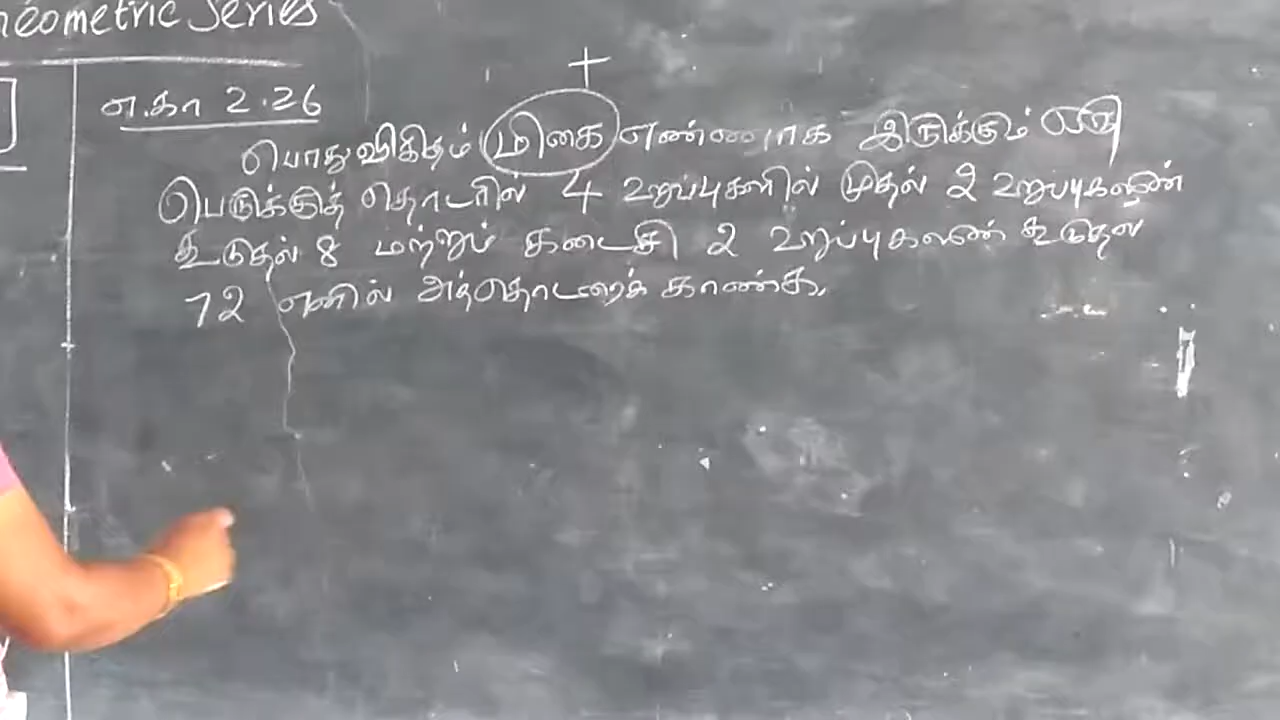 Geometric Series
எ.கா 2.26
+
பொது விகிதம் மிகை எண்ணாக இருக்கும் ஒரு
பெருக்குத் தொடரில் 4 உறுப்புகளில் முதல் 2 உறுப்புகளின்
கூடுதல் 8 மற்றும் கடைசி 2 உறுப்புகளின் கூடுதல்
72 எனில் அத்தொடரைக் காண்க.